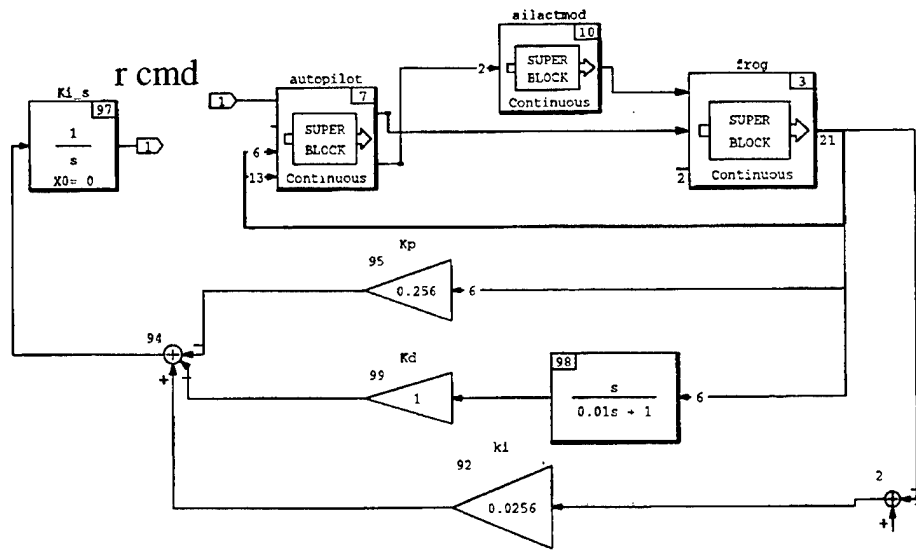 ailactmod
10
SUPER
BLOCK
Continuous
2
r cmd
Ki_s
97
1
s
X0= 0
1
1
autopilot
7
SUPER
BLOCK
Continuous
6
13
frog
3
SUPER
BLOCK
Continuous
2
21
Kp
95
0.256
6
94
+
-
-
+
Kd
99
1
98
s
0.01s + 1
6
ki
92
0.0256
2
+
-
+